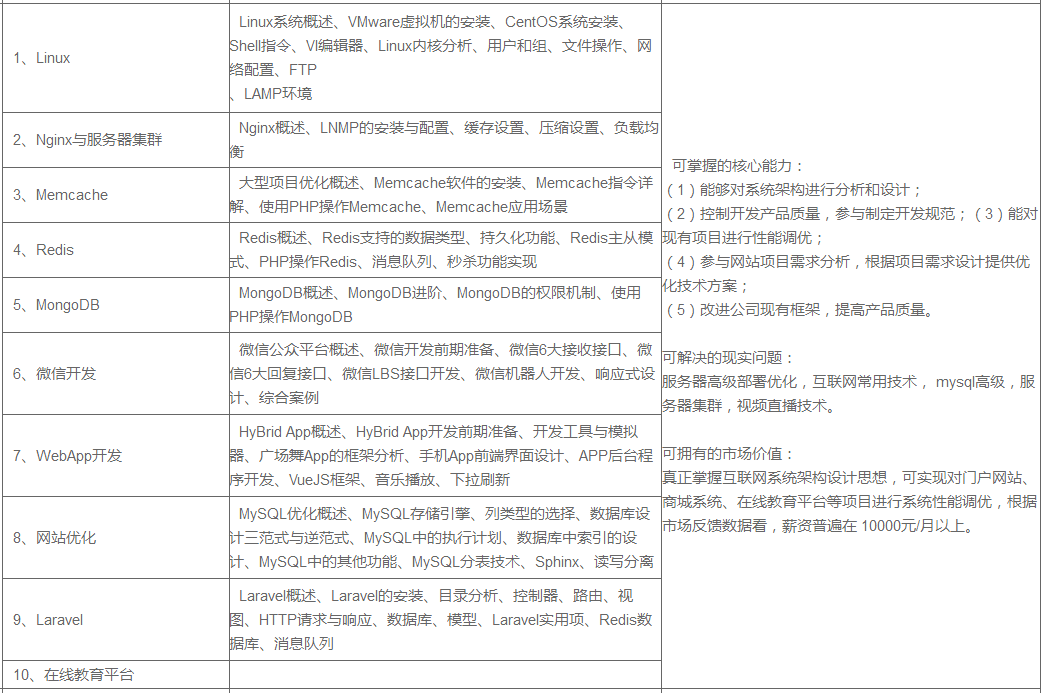 1、Linux
Linux系统概述、VMware虚拟机的安装、CentOS系统安装、
Shell指令、VI编辑器、Linux内核分析、用户和组、文件操作、网
络配置、FTP
、LAMP环境
2、Nginx与服务器集群
Nginx概述、LNMP的安装与配置、缓存设置、压缩设置、负载均
衡
3、Memcache
大型项目优化概述、Memcache软件的安装、Memcache指令详
解、使用PHP操作Memcache、Memcache应用场景
4、Redis
Redis概述、Redis支持的数据类型、持久化功能、Redis主从模
式、PHP操作Redis、消息队列、秒杀功能实现
5、MongoDB
MongoDB概述、MongoDB进阶、MongoDB的权限机制、使用
PHP操作MongoDB
6、微信开发
微信公众平台概述、微信开发前期准备、微信6大接收接口、微
信6大回复接口、微信LBS接口开发、微信机器人开发、响应式设
计、综合案例
7、WebApp开发
HyBrid App概述、HyBrid App开发前期准备、开发工具与模拟
器、广场舞App的框架分析、手机App前端界面设计、APP后台程
序开发、VueJS框架、音乐播放、下拉刷新
8、网站优化
MySQL优化概述、MySQL存储引擎、列类型的选择、数据库设
计三范式与逆范式、MySQL中的执行计划、数据库中索引的设
计、MySQL中的其他功能、MySQL分表技术、Sphinx、读写分离
9、Laravel
Laravel概述、Laravel的安装、目录分析、控制器、路由、视
图、HTTP请求与响应、数据库、模型、Laravel实用项、Redis数
据库、消息队列
10、在线教育平台
可掌握的核心能力：
（1）能够对系统架构进行分析和设计；
（2）控制开发产品质量，参与制定开发规范；（3）能对
现有项目进行性能调优；
（4）参与网站项目需求分析，根据项目需求设计提供优
化技术方案；
（5）改进公司现有框架，提高产品质量。
可解决的现实问题：
服务器高级部署优化，互联网常用技术， mysql高级，服
务器集群，视频直播技术。
可拥有的市场价值：
真正掌握互联网系统架构设计思想，可实现对门户网站、
商城系统、在线教育平台等项目进行系统性能调优，根据
市场反馈数据看，薪资普遍在 10000元/月以上。